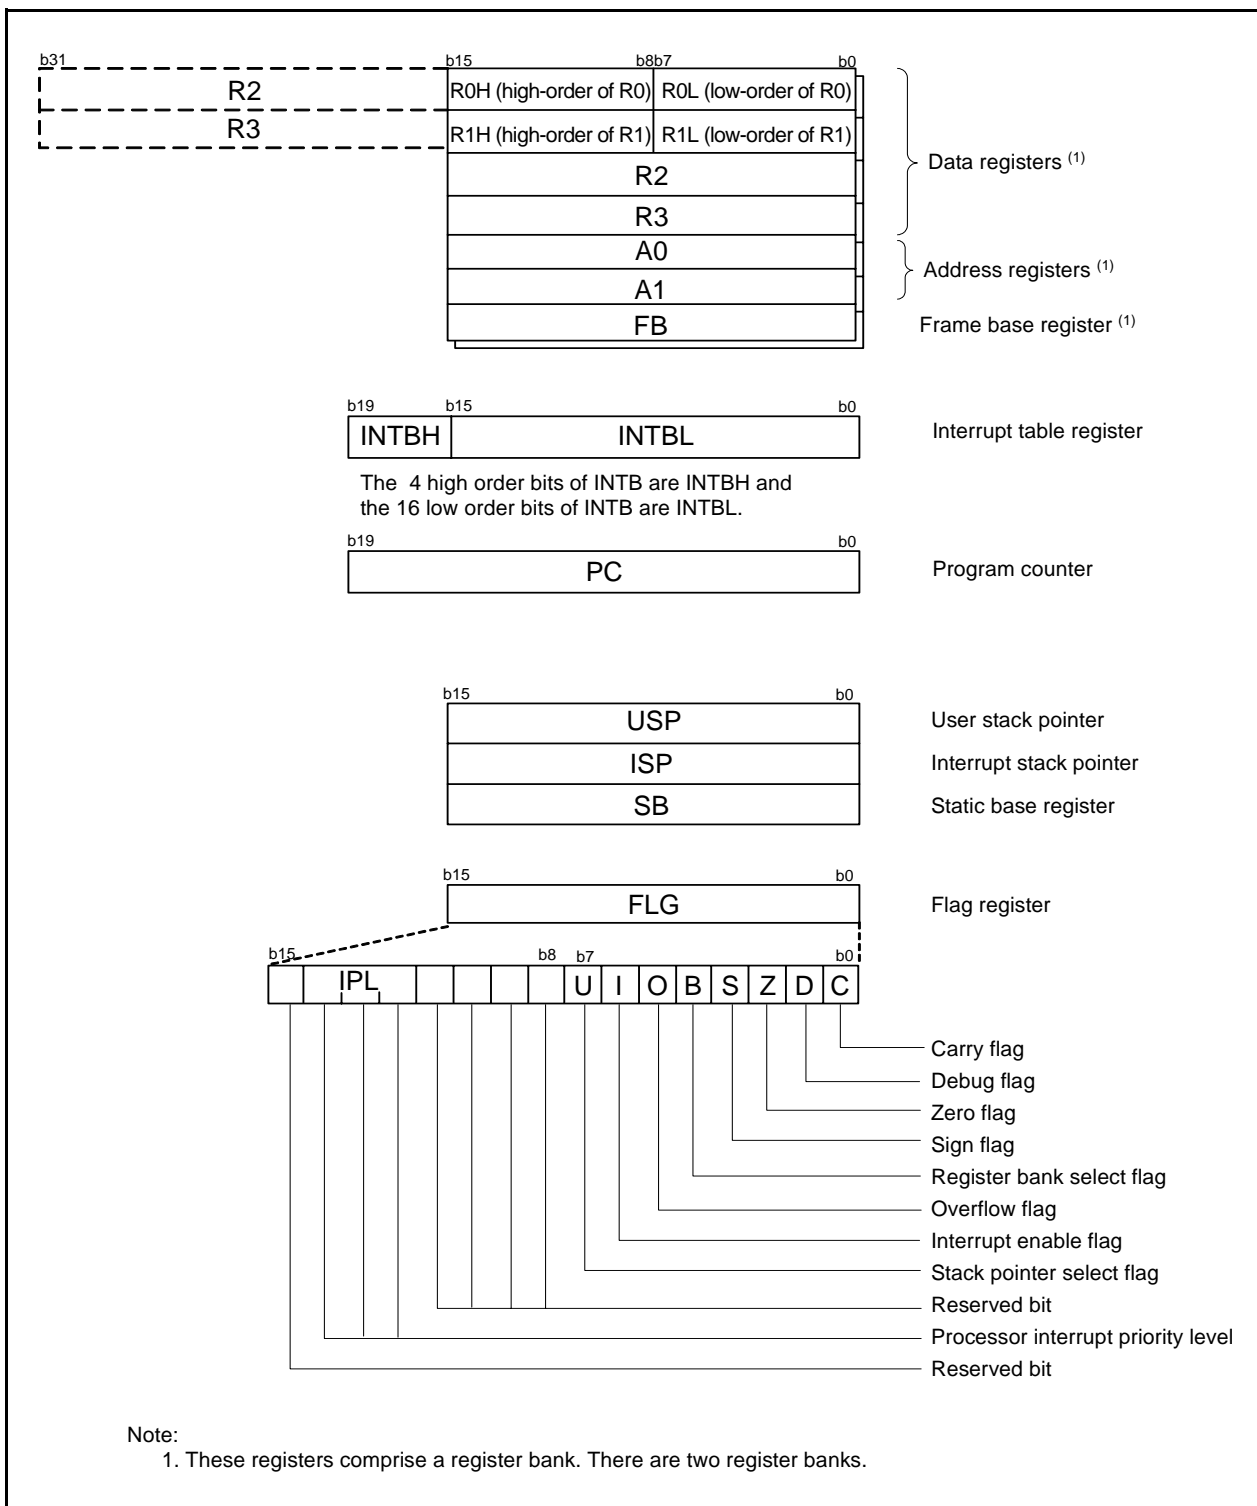 b31 b15 b8b7 b0
R2 R0H (high-order of R0) R0L (low-order of R0)
R3 R1H (high-order of R1) R1L (low-order of R1)
Data registers (1)
R2
R3
A0
Address registers (1)
A1
FB Frame base register (1)
b19 b15 b0
INTBH INTBL Interrupt table register
The 4 high order bits of INTB are INTBH and
the 16 low order bits of INTB are INTBL.
b19 b0
PC Program counter
b15 b0
USP User stack pointer
ISP Interrupt stack pointer
SB Static base register
b15 b0
FLG Flag register
b15 b8 b7 b0
IPL U I O B S Z D C
Carry flag
Debug flag
Zero flag
Sign flag
Register bank select flag
Overflow flag
Interrupt enable flag
Stack pointer select flag
Reserved bit
Processor interrupt priority level
Reserved bit
Note:
1. These registers comprise a register bank. There are two register banks.